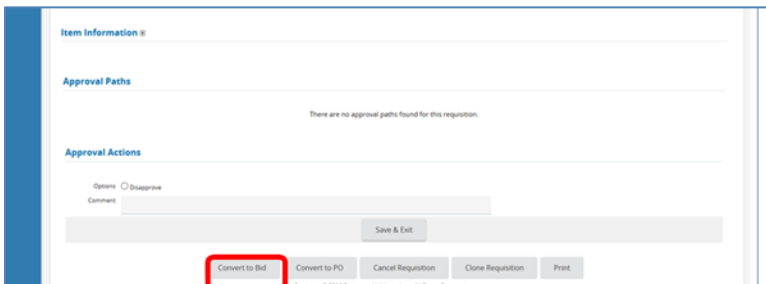 Item Information
Approval Paths
There are no approval paths found for this requisition.
Approval Actions
Options Disapprove
Comment
Save & Exit
Convert to Bid Convert to PO Cancel Requisition Clone Requisition Print